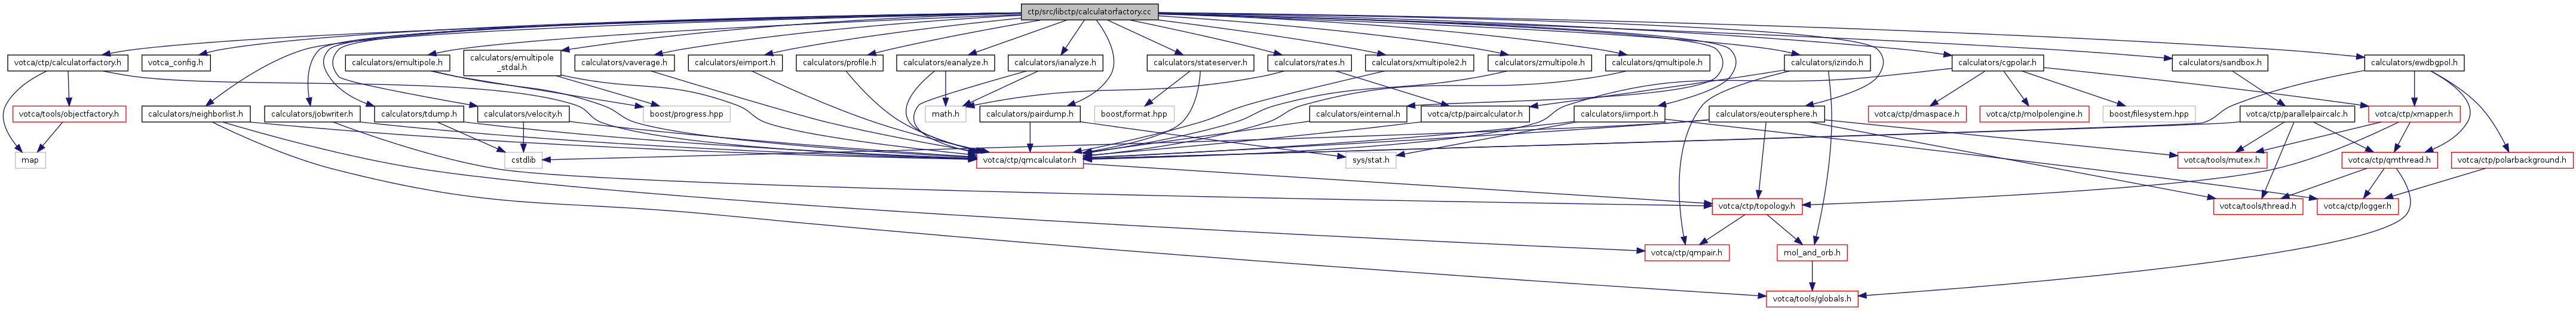 ctp/src/libctp/calculatorfactory.cc
votca/ctp/calculatorfactory.h
votca_config.h
calculators/emultipole.h
calculators/emultipole
_stdal.h
calculators/vaverage.h
calculators/eimport.h
calculators/profile.h
calculators/eanalyze.h
calculators/ianalyze.h
calculators/stateserver.h
calculators/rates.h
calculators/xmultipole2.h
calculators/zmultipole.h
calculators/qmultipole.h
calculators/izindo.h
calculators/cgpolar.h
calculators/sandbox.h
calculators/ewdbgpol.h
votca/tools/objectfactory.h
calculators/neighborlist.h
calculators/jobwriter.h
calculators/tdump.h
calculators/velocity.h
boost/progress.hpp
math.h
calculators/pairdump.h
boost/format.hpp
calculators/einternal.h
votca/ctp/paircalculator.h
calculators/iimport.h
calculators/eoutersphere.h
votca/ctp/dmaspace.h
votca/ctp/molpolengine.h
boost/filesystem.hpp
votca/ctp/parallelpaircalc.h
votca/ctp/xmapper.h
map
cstdlib
votca/ctp/qmcalculator.h
sys/stat.h
votca/tools/mutex.h
votca/ctp/qmthread.h
votca/ctp/polarbackground.h
votca/ctp/topology.h
votca/tools/thread.h
votca/ctp/logger.h
votca/ctp/qmpair.h
mol_and_orb.h
votca/tools/globals.h